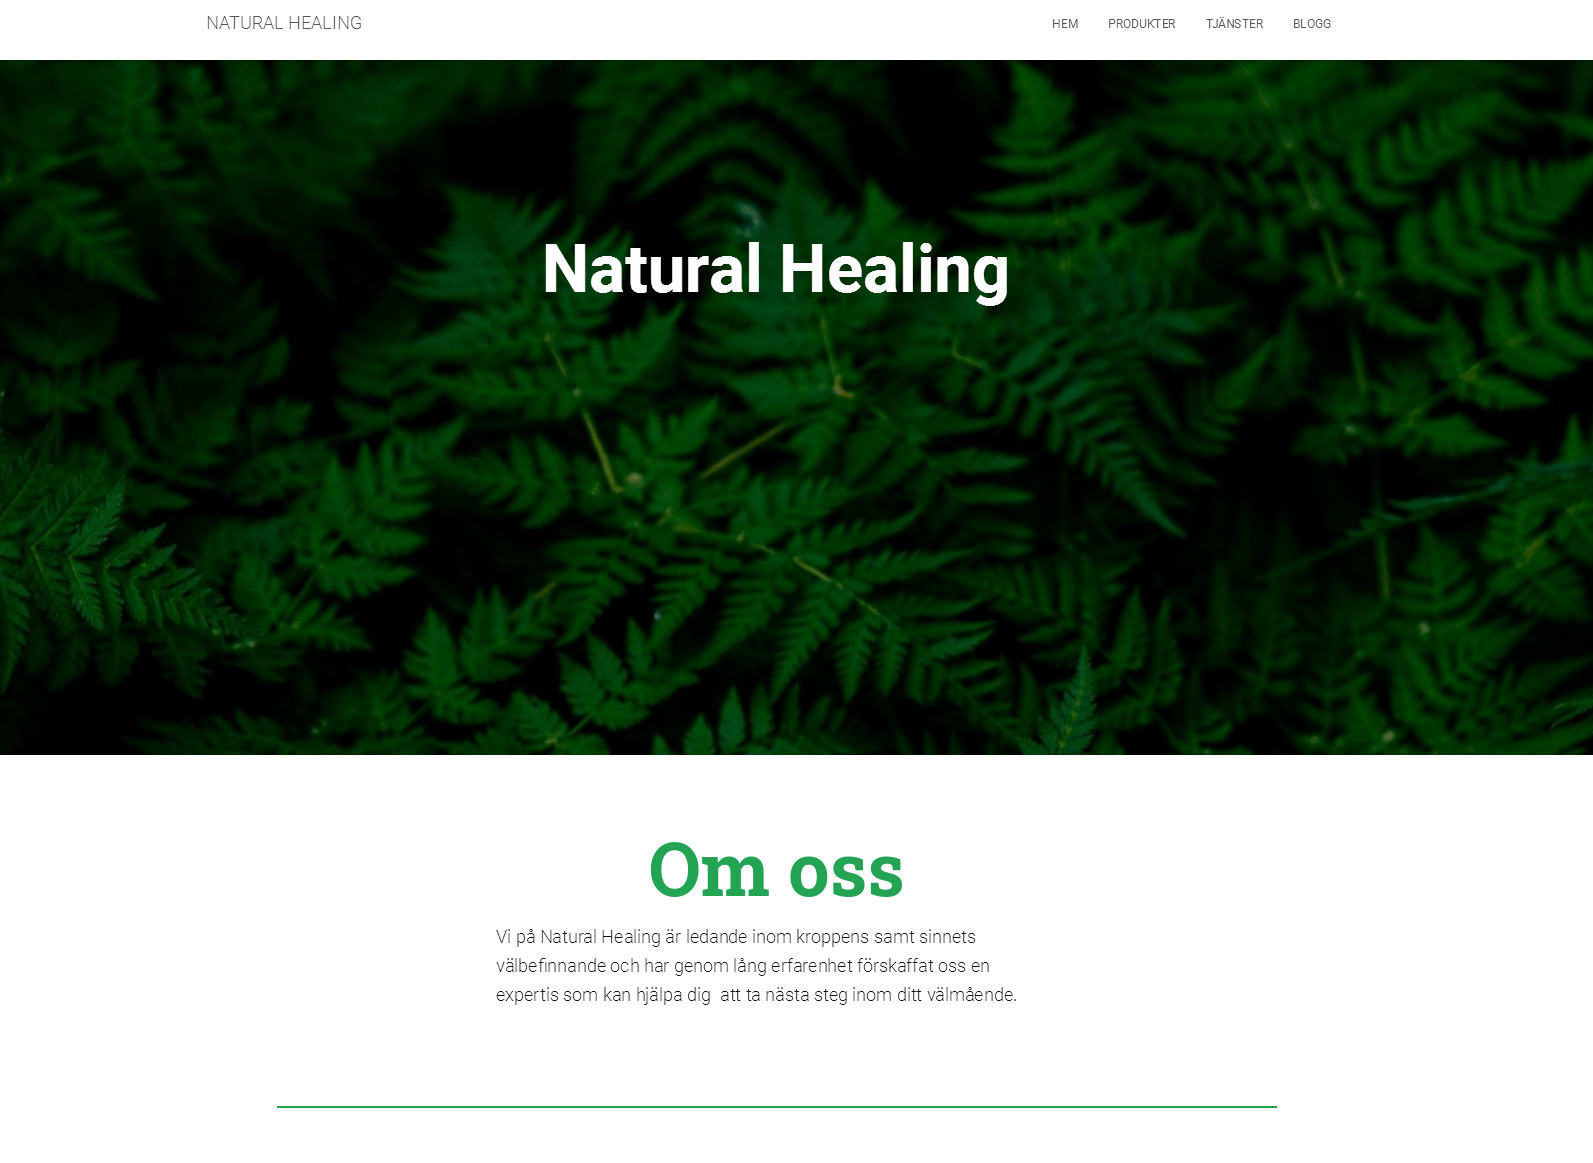 NATURAL HEALING
HEM PRODUKTER TJÄNSTER BLOGG
Natural Healing
Om oss
Vi på Natural Healing är ledande inom kroppens samt sinnets
välbefinnande och har genom lång erfarenhet förskaffat oss en
expertis som kan hjälpa dig  att ta nästa steg inom ditt välmående.